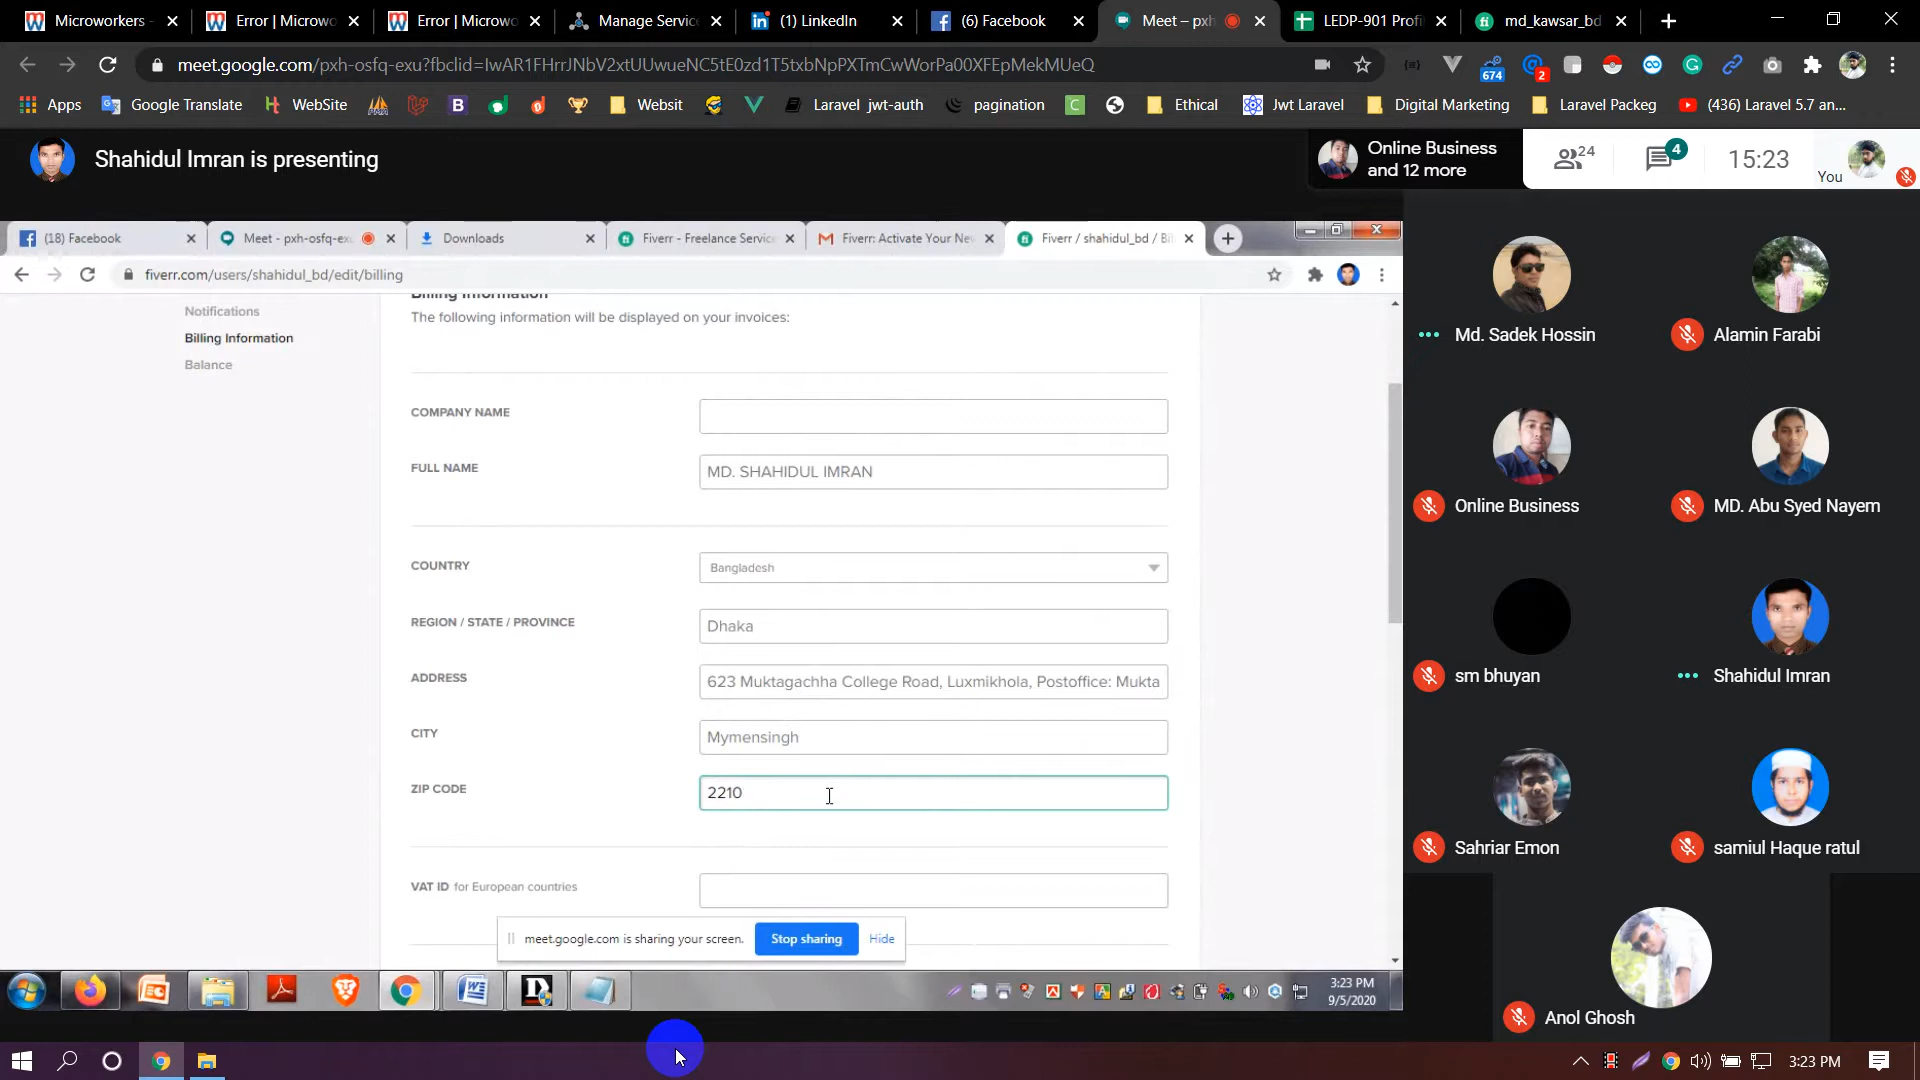 Microworkers -
Error | Microwo
Error | Microwo
Manage Servic
(1) LinkedIn
(6) Facebook
Meet – pxh
LEDP-901 Profi
md_kawsar_bd
meet.google.com/pxh-osfq-exu?fbclid=IwAR1FHrrJNbV2xtUUwueNC5tE0zd1T5txbNpPXTmCwWorPa00XFEpMekMUeQ
674
2
Apps
Google Translate
WebSite
Websit
Laravel jwt-auth
pagination
Ethical
Jwt Laravel
Digital Marketing
Laravel Packeg
(436) Laravel 5.7 an...
Shahidul Imran is presenting
Online Business
and 12 more
24
4
15:23
You
(18) Facebook
Meet - pxh-osfq-exu
Downloads
Fiverr - Freelance Service
Fiverr: Activate Your Ne
Fiverr / shahidul_bd / Bil
fiverr.com/users/shahidul_bd/edit/billing
Notifications
Billing Information
Balance
Billing Information
The following information will be displayed on your invoices:
COMPANY NAME
FULL NAME
MD. SHAHIDUL IMRAN
COUNTRY
Bangladesh
REGION / STATE / PROVINCE
Dhaka
ADDRESS
623 Muktagachha College Road, Luxmikhola, Postoffice: Mukta
CITY
Mymensingh
ZIP CODE
2210
VAT ID for European countries
meet.google.com is sharing your screen.
Stop sharing
Hide
3:23 PM
9/5/2020
Md. Sadek Hossin
Alamin Farabi
Online Business
MD. Abu Syed Nayem
sm bhuyan
Shahidul Imran
Sahriar Emon
samiul Haque ratul
Anol Ghosh
3:23 PM